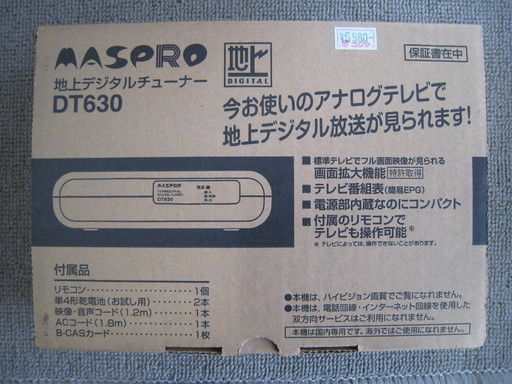 MASPRO
地上デジタルチューナー
DT630
地上
DIGITAL
¥5980-
保証書在中
今お使いのアナログテレビで
地上デジタル放送が見られます!
■標準テレビでフル画面映像が見られる
画面拡大機能 特許取得
■テレビ番組表(簡易EPG)
■電源部内蔵なのにコンパクト
■付属のリモコンで
テレビも操作可能※
※テレビによっては、操作できないことがあります。
MASPRO
DT630
付属品
リモコン・・・・・・・・・・・・1個
単4形乾電池(お試し用)・・・・・2本
映像・音声コード(1.2m)・・・・1本
ACコード(1.8m)・・・・・・・・1本
B-CASカード・・・・・・・・・・1枚
●本機は、ハイビジョン画質でご覧になれません。
●本機は、電話回線・インターネット回線を使用した
双方向サービスはご利用になれません。
本機は国内専用です。海外ではご使用になれません。